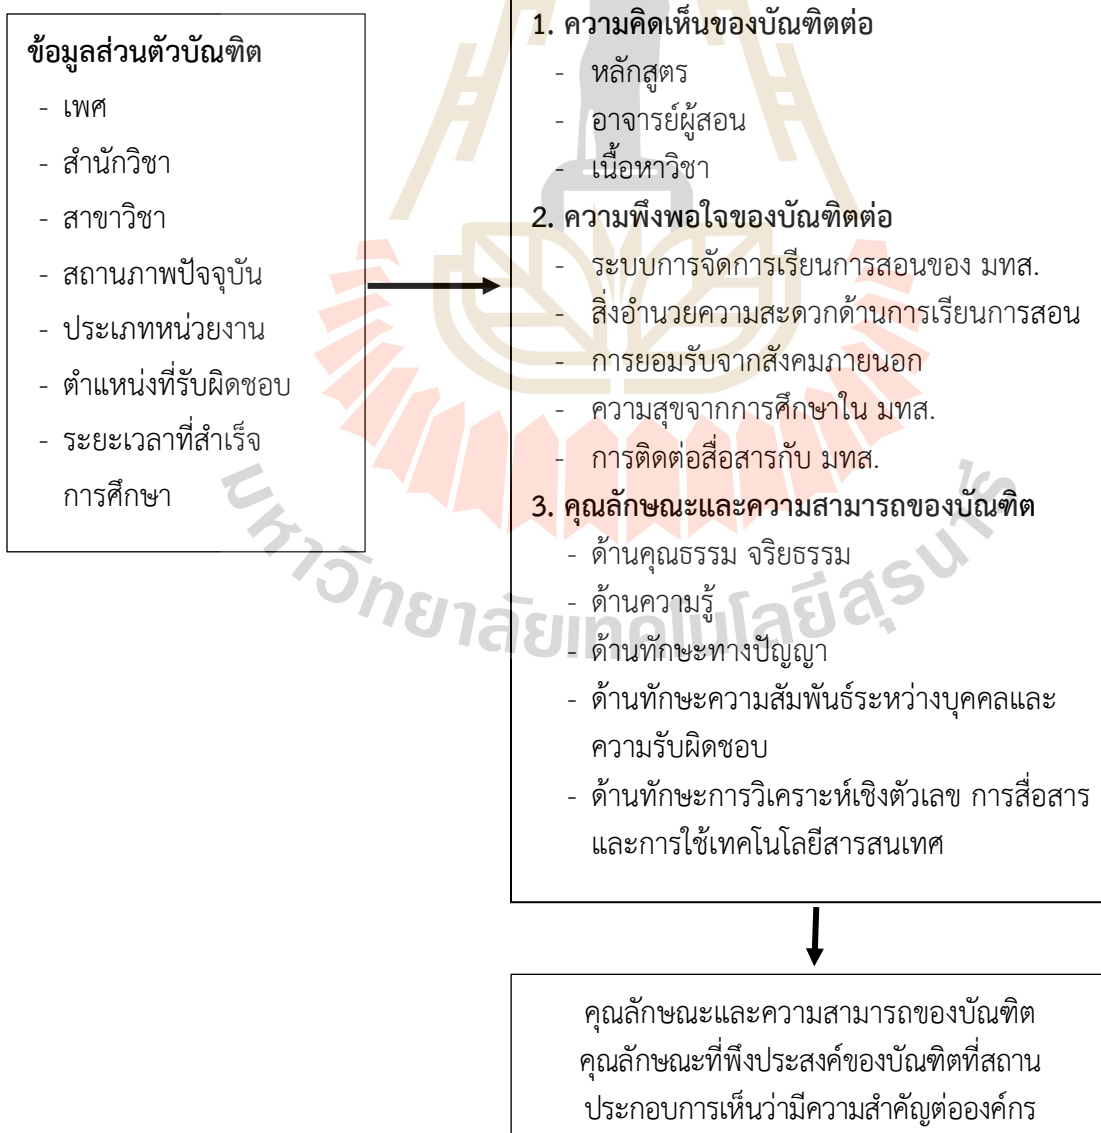 ข้อมูลส่วนตัวบัณฑิต
- เพศ
- สำนักวิชา
- สาขาวิชา
- สถานภาพปัจจุบัน
- ประเภทหน่วยงาน
- ตำแหน่งที่รับผิดชอบ
- ระยะเวลาที่สำเร็จ
การศึกษา
1. ความคิดเห็นของบัณฑิตต่อ
- หลักสูตร
- อาจารย์ผู้สอน
- เนื้อหาวิชา
2. ความพึงพอใจของบัณฑิตต่อ
- ระบบการจัดการเรียนการสอนของ มทส.
- สิ่งอำนวยความสะดวกด้านการเรียนการสอน
- การยอมรับจากสังคมภายนอก
- ความสุขจากการศึกษาใน มทส.
- การติดต่อสื่อสารกับ มทส.
3. คุณลักษณะและความสามารถของบัณฑิต
- ด้านคุณธรรม จริยธรรม
- ด้านความรู้
- ด้านทักษะทางปัญญา
- ด้านทักษะความสัมพันธ์ระหว่างบุคคลและ
ความรับผิดชอบ
- ด้านทักษะการวิเคราะห์เชิงตัวเลข การสื่อสาร
และการใช้เทคโนโลยีสารสนเทศ
คุณลักษณะและความสามารถของบัณฑิต
คุณลักษณะที่พึงประสงค์ของบัณฑิตที่สถาน
ประกอบการเห็นว่ามีความสำคัญต่อองค์กร
มหาวิทยาลัยเทคโนโลยีสุรนารี